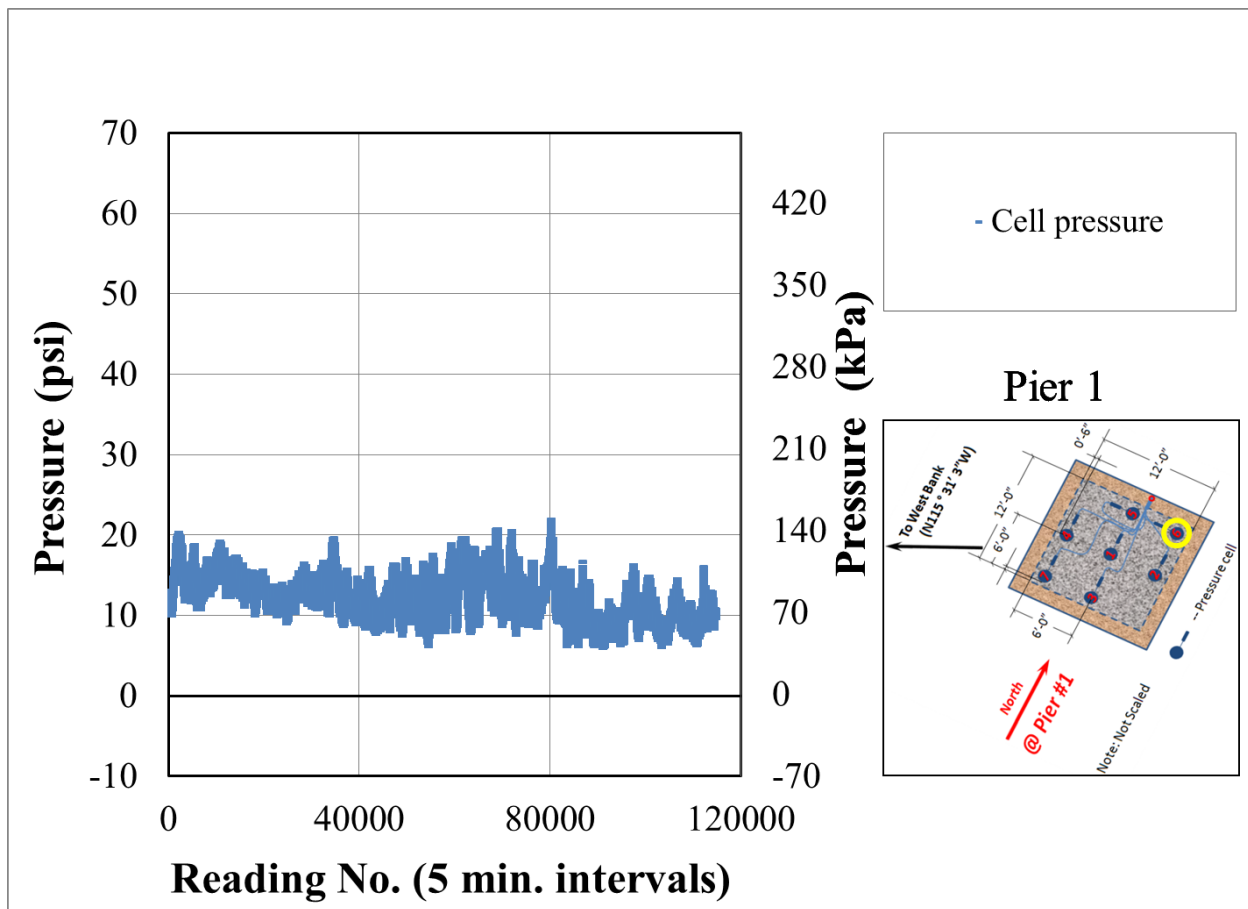 70
60
50
40
30
20
10
0
-10
Pressure (psi)
0
40000
80000
120000
Reading No. (5 min. intervals)
420
350
280
210
140
70
0
-70
Pressure (kPa)
- Cell pressure
Pier 1
To West Bank
(N115° 31' 3"W)
0'-6"
12'-0"
12'-0"
6'-0"
6'-0"
North
@ Pier #1
Note: Not Scaled
-- Pressure cell